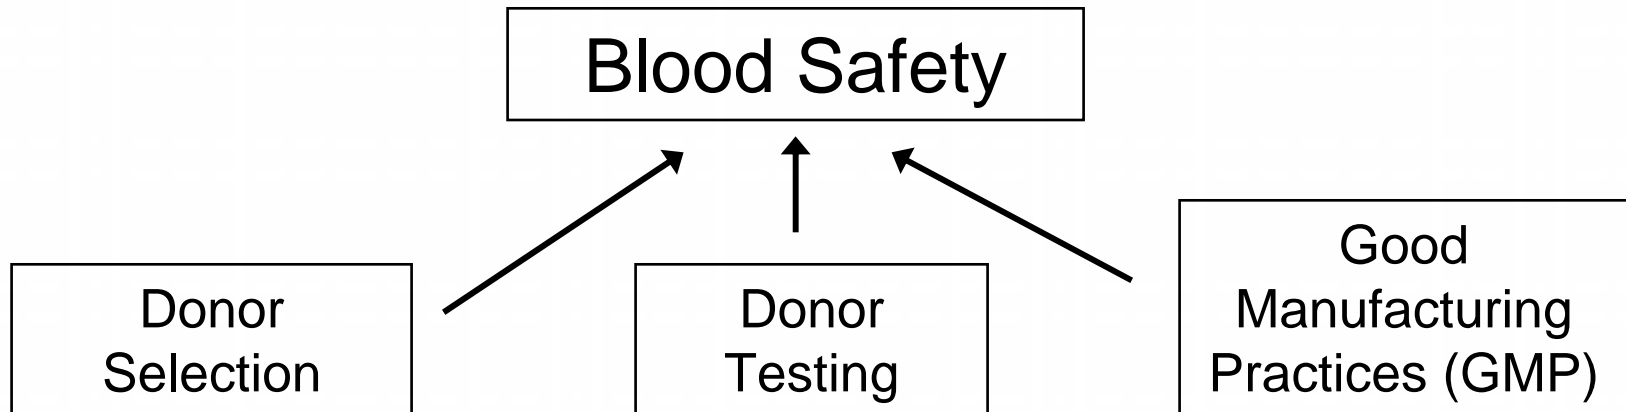 Blood Safety
Donor
Selection
Donor
Testing
Good
Manufacturing
Practices (GMP)